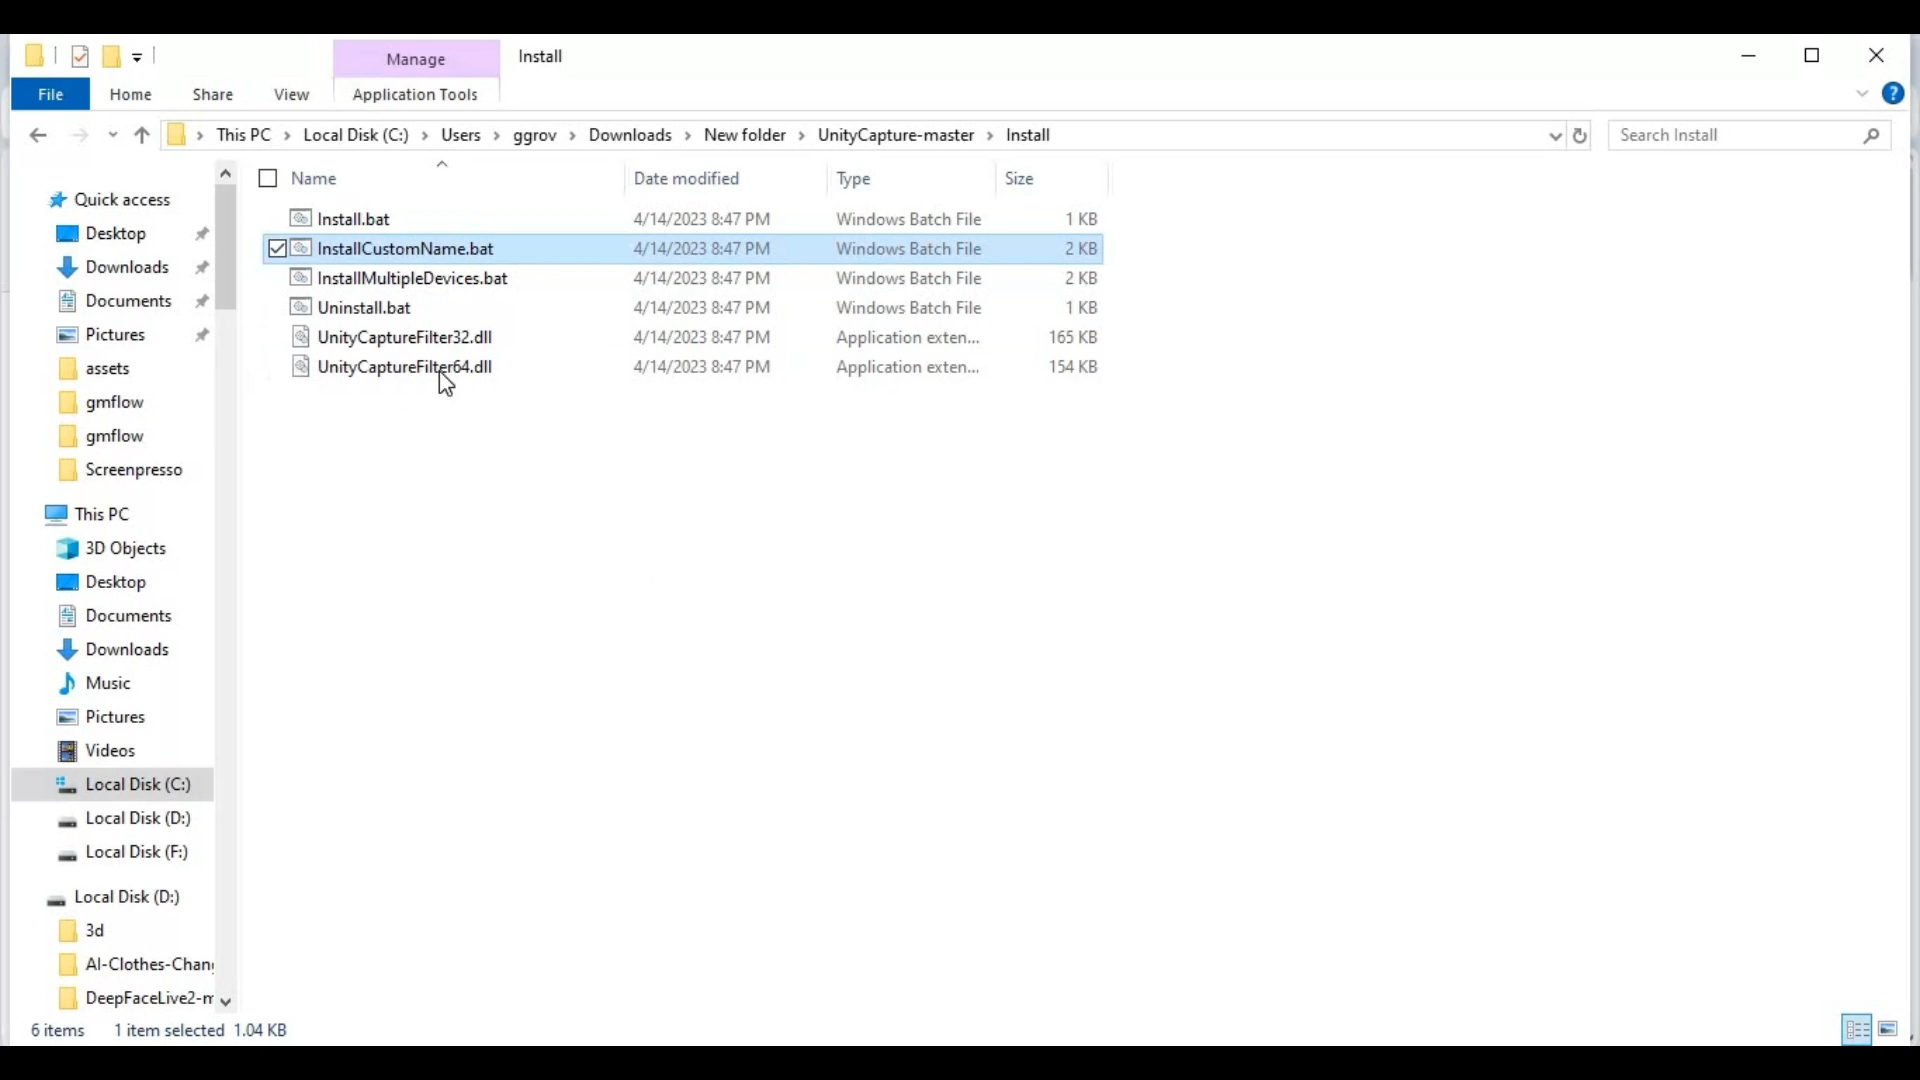 Manage
Install
File
Home
Share
View
Application Tools
This PC
Local Disk (C:)
Users
ggrov
Downloads
New folder
UnityCapture-master
Install
Search Install
Name
Date modified
Type
Size
Install.bat 4/14/2023 8:47 PM Windows Batch File 1 KB
InstallCustomName.bat 4/14/2023 8:47 PM Windows Batch File 2 KB
InstallMultipleDevices.bat 4/14/2023 8:47 PM Windows Batch File 2 KB
Uninstall.bat 4/14/2023 8:47 PM Windows Batch File 1 KB
UnityCaptureFilter32.dll 4/14/2023 8:47 PM Application exten... 165 KB
UnityCaptureFilter64.dll 4/14/2023 8:47 PM Application exten... 154 KB
Quick access
Desktop
Downloads
Documents
Pictures
assets
gmflow
gmflow
Screenpresso
This PC
3D Objects
Desktop
Documents
Downloads
Music
Pictures
Videos
Local Disk (C:)
Local Disk (D:)
Local Disk (F:)
Local Disk (D:)
3d
AI-Clothes-Chang
DeepFaceLive2-m
6 items 1 item selected 1.04 KB